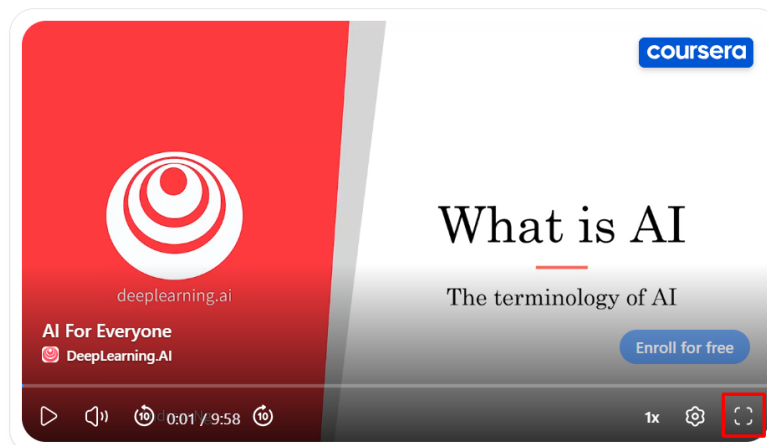 coursera
What is AI
deeplearning.ai
The terminology of AI
AI For Everyone
DeepLearning.AI
Enroll for free
10 0:01 / 9:58 10
1x